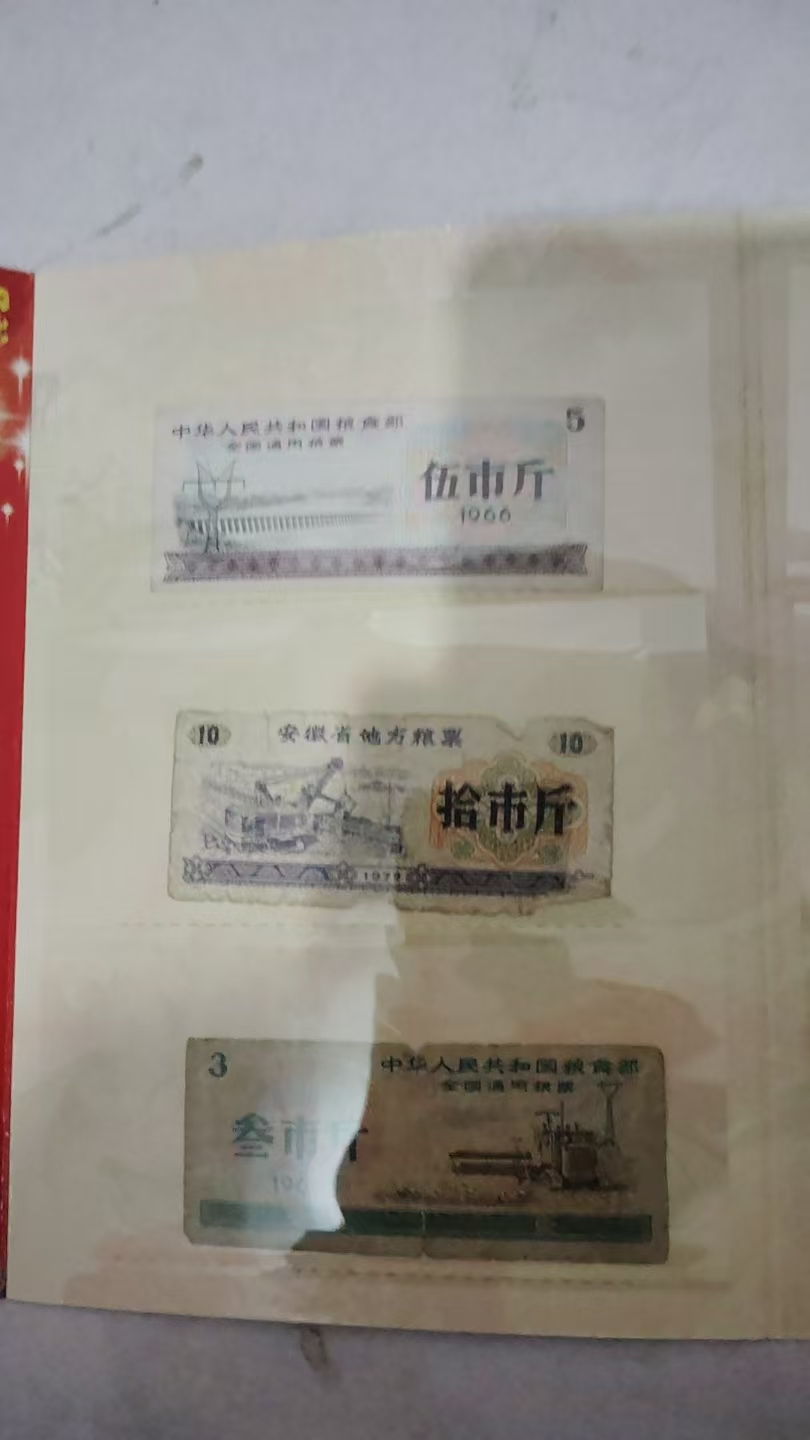 5
中华人民共和国粮食部
全国通用粮票
伍市斤
1966
10
安徽省地方粮票
10
拾市斤
1979
3
中华人民共和国粮食部
全国通用粮票
叁市斤